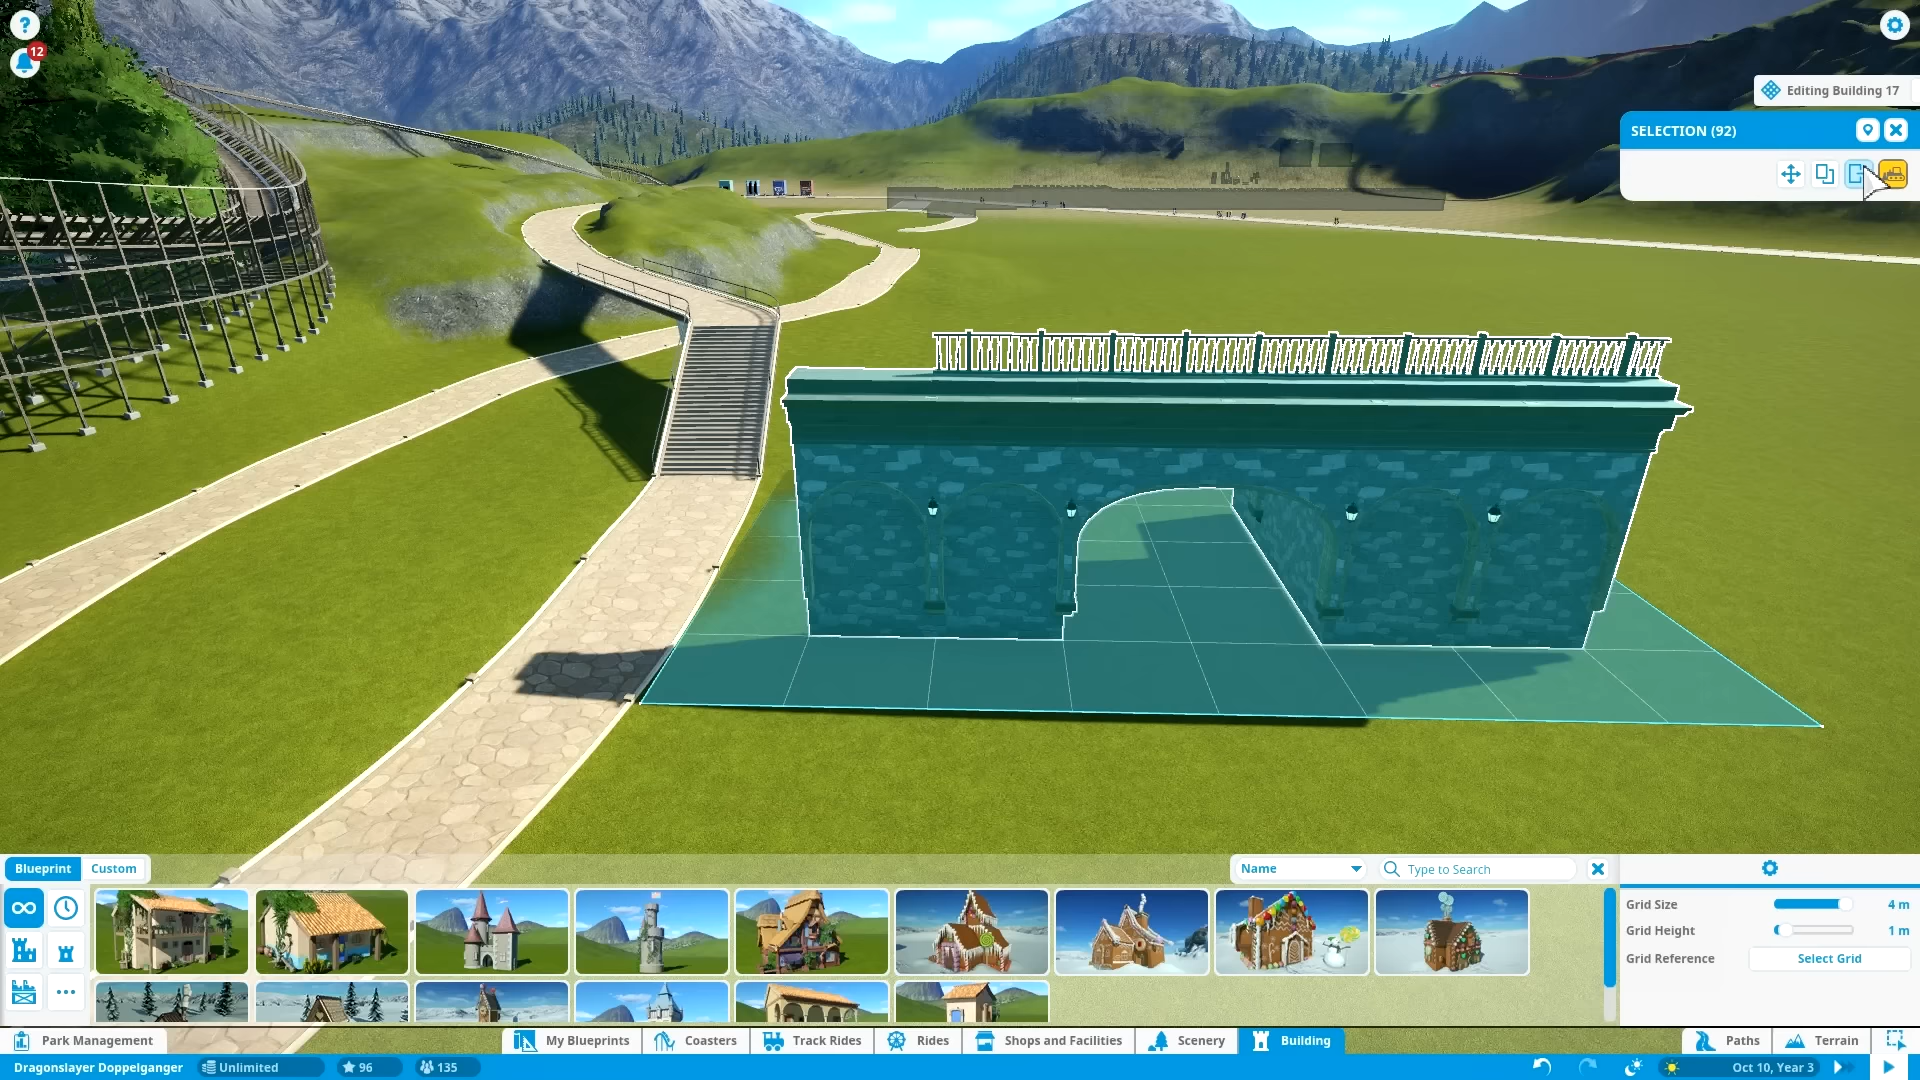 ?
12
Editing Building 17
SELECTION (92)
Blueprint
Custom
Name
Type to Search
Grid Size
4 m
Grid Height
1 m
Grid Reference
Select Grid
Park Management
My Blueprints
Coasters
Track Rides
Rides
Shops and Facilities
Scenery
Building
Paths
Terrain
Dragonslayer Doppelganger
Unlimited
96
135
Oct 10, Year 3